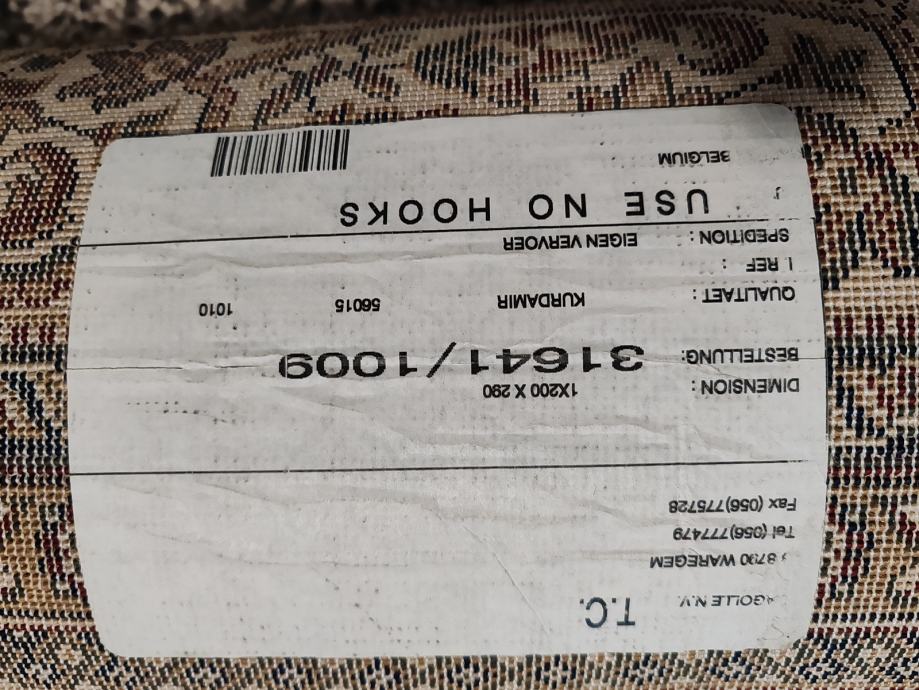 GOLLE N.V. T.C.
8790 WAREGEM
Tel (056)777479
Fax (056)775728
DIMENSION : 1X200 X 290
BESTELLUNG: 31641/1009
QUALITAET : KURDAMIR 56015 1010
REF :
SPEDITION : EIGEN VERVOER
USE NO HOOKS
BELGIUM